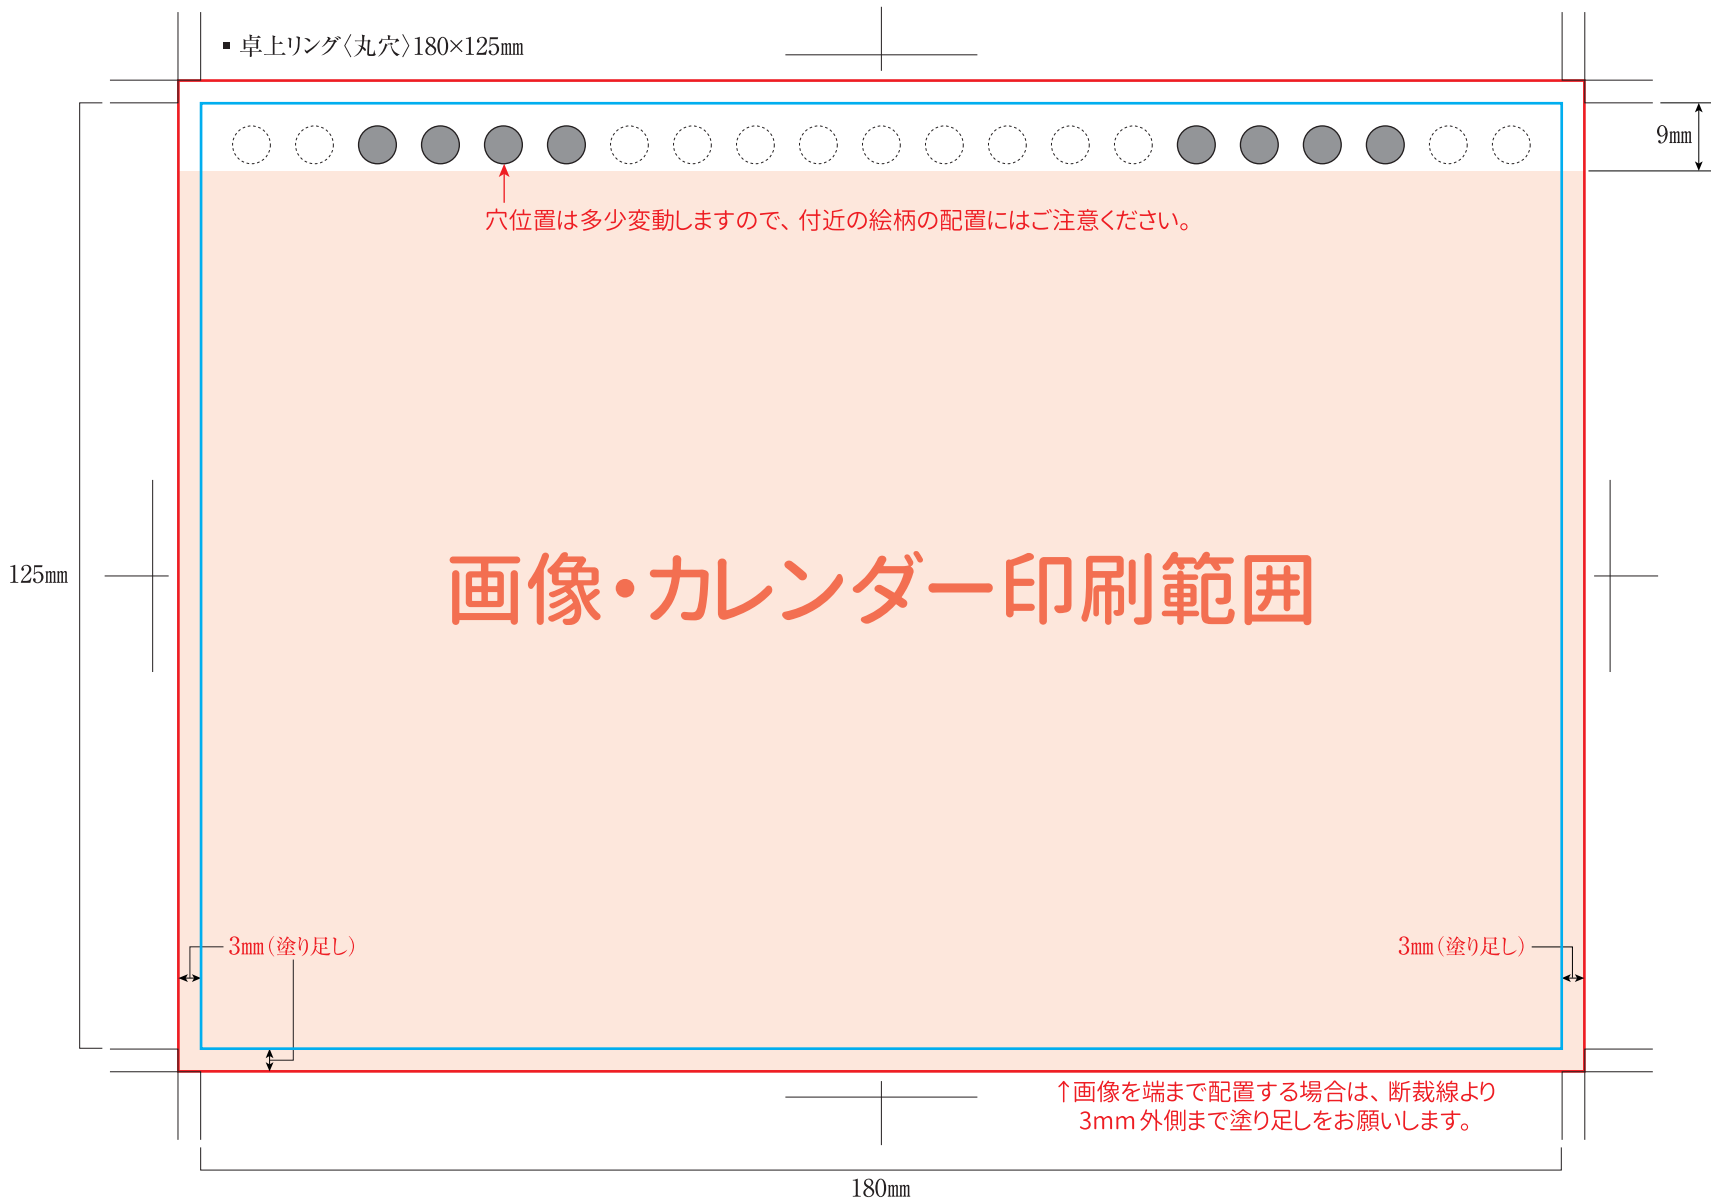 ▪ 卓上リング〈丸穴〉180×125mm
9mm
穴位置は多少変動しますので、付近の絵柄の配置にはご注意ください。
125mm
画像・カレンダー印刷範囲
3mm（塗り足し）
3mm（塗り足し）
↑画像を端まで配置する場合は、断裁線より
3mm外側まで塗り足しをお願いします。
180mm